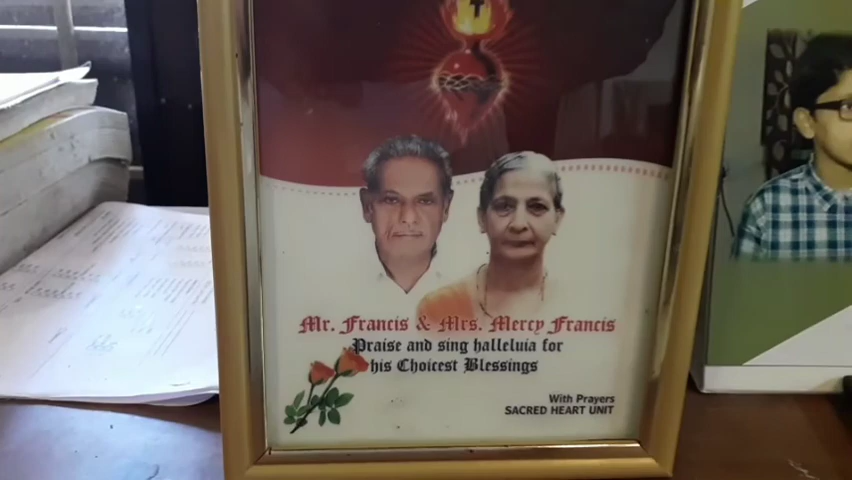 Mr. Francis & Mrs. Mercy Francis
Praise and sing halleluia for
his Choicest Blessings
With Prayers
SACRED HEART UNIT